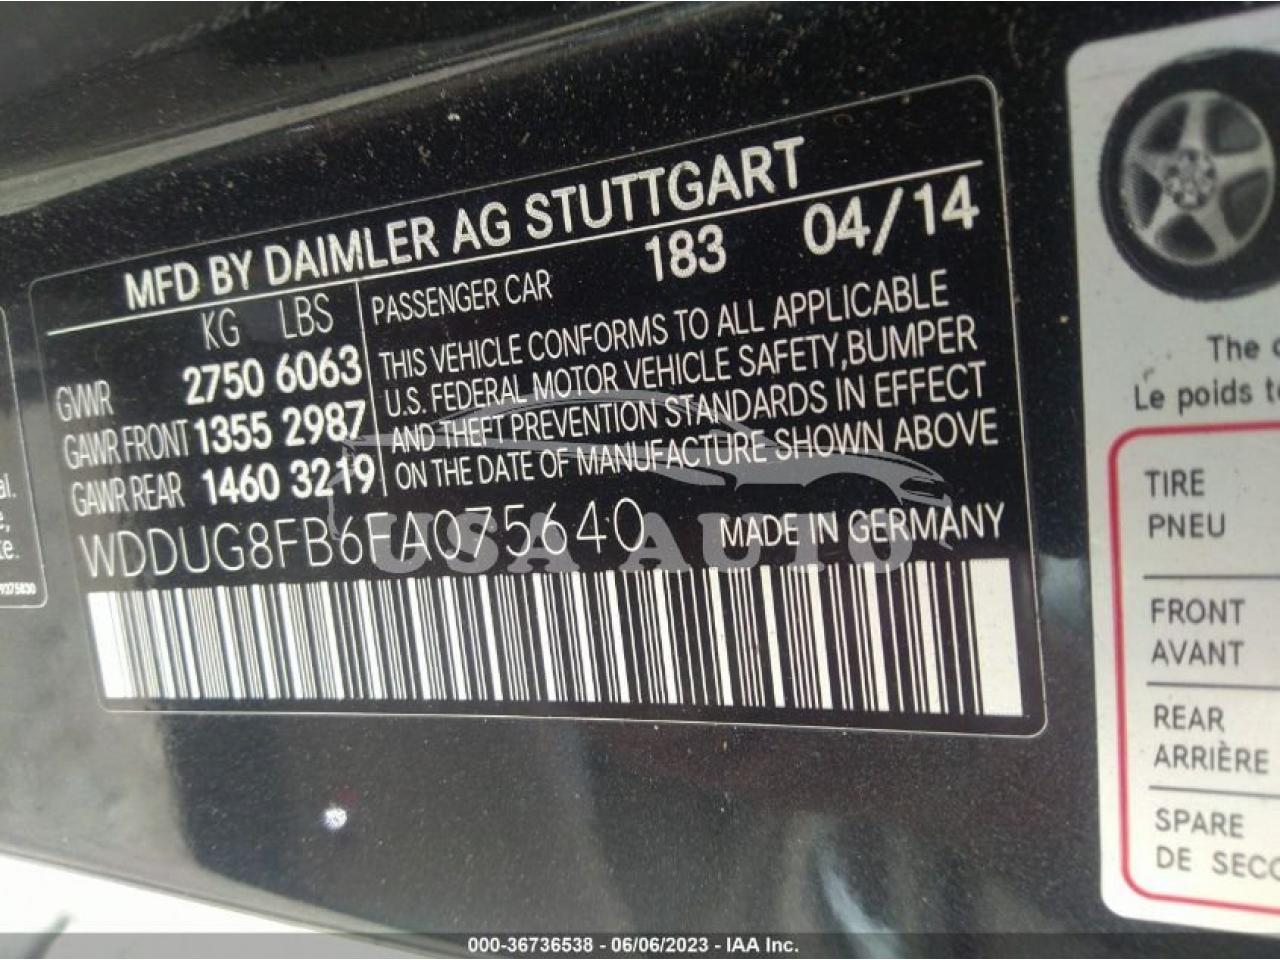 MFD BY DAIMLER AG STUTTGART
KG LBS
GVWR 2750 6063
GAWR FRONT 1355 2987
GAWR REAR 1460 3219
PASSENGER CAR 183 04/14
THIS VEHICLE CONFORMS TO ALL APPLICABLE
U.S. FEDERAL MOTOR VEHICLE SAFETY,BUMPER
AND THEFT PREVENTION STANDARDS IN EFFECT
ON THE DATE OF MANUFACTURE SHOWN ABOVE
WDDUG8FB6FA075640 MADE IN GERMANY
USA AUTO
The
Le poids
TIRE
PNEU
FRONT
AVANT
REAR
ARRIÈRE
SPARE
DE
000-36736538 - 06/06/2023 - IAA Inc.